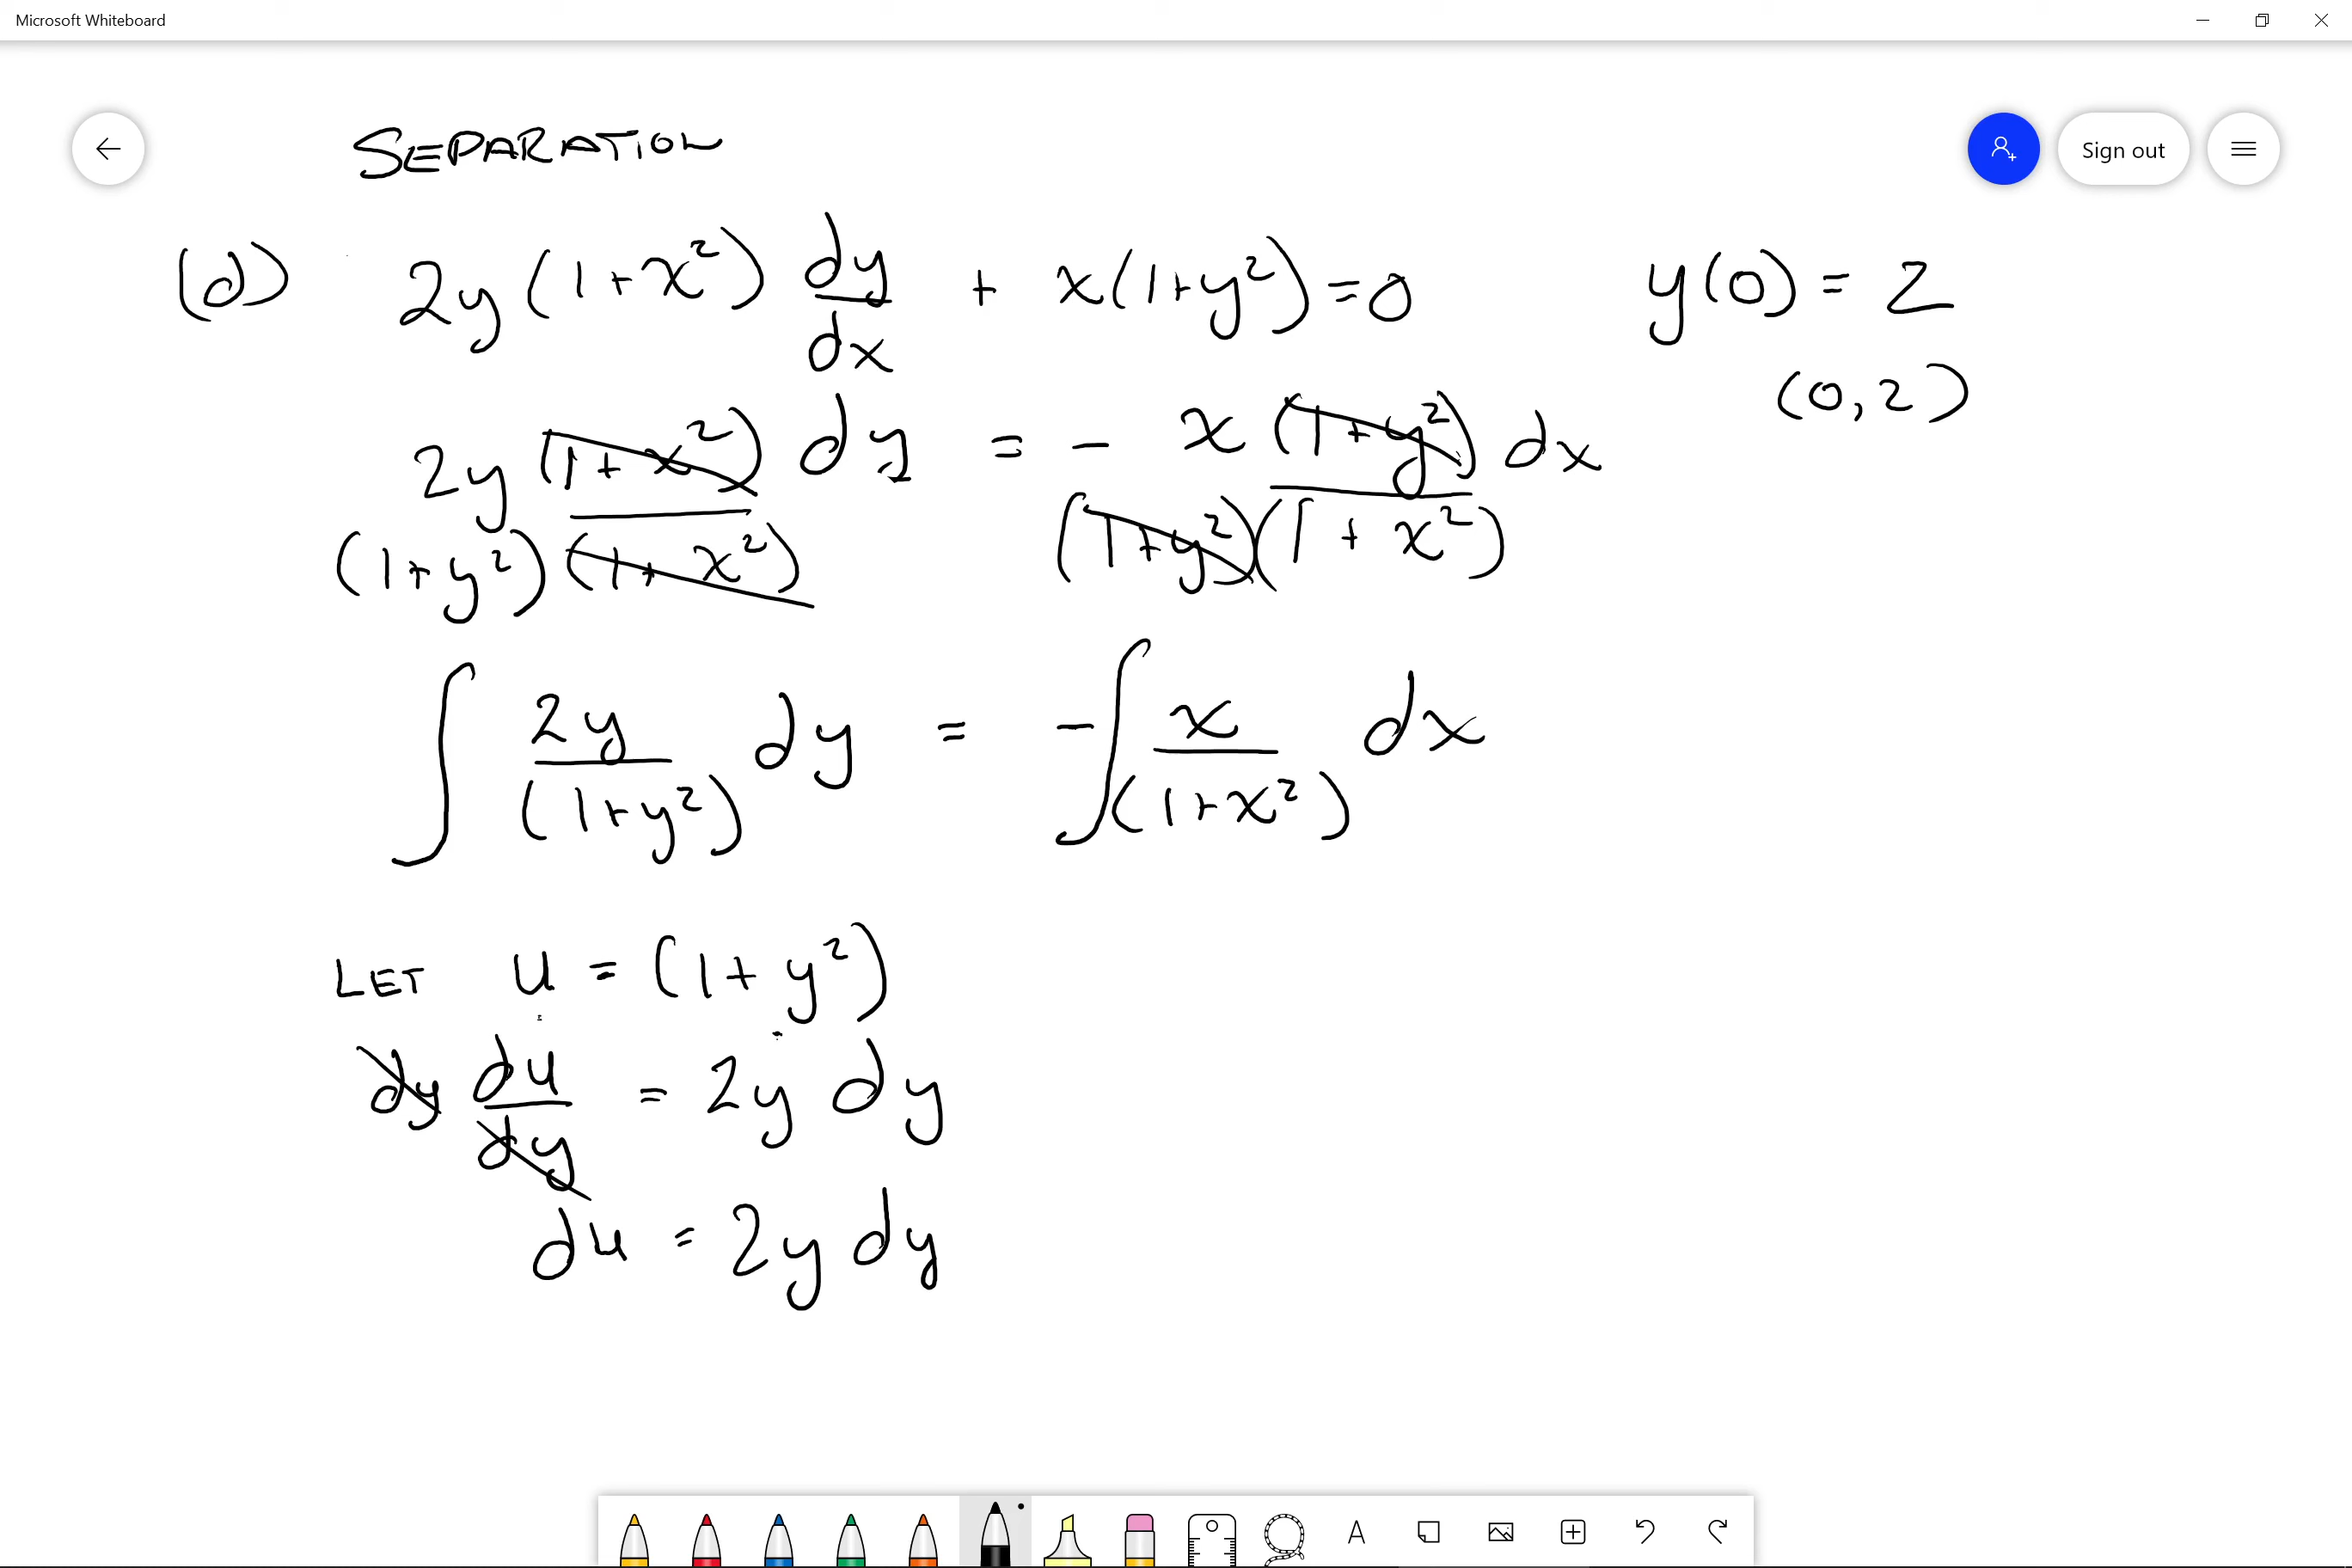 Microsoft Whiteboard
SEPARATION
Sign out
(d) 2y(1+x²) dy/dx + x(1+y²)=0 y(0) = 2
(0,2)
2y (1+x²) dy = - x (1+y²) dx
(1+y²)(1+x²) (1+y²)(1+x²)
∫ 2y/(1+y²) dy = -∫ x/(1+x²) dx
LET u = (1+y²)
dy du/dy = 2y dy
du = 2y dy
A